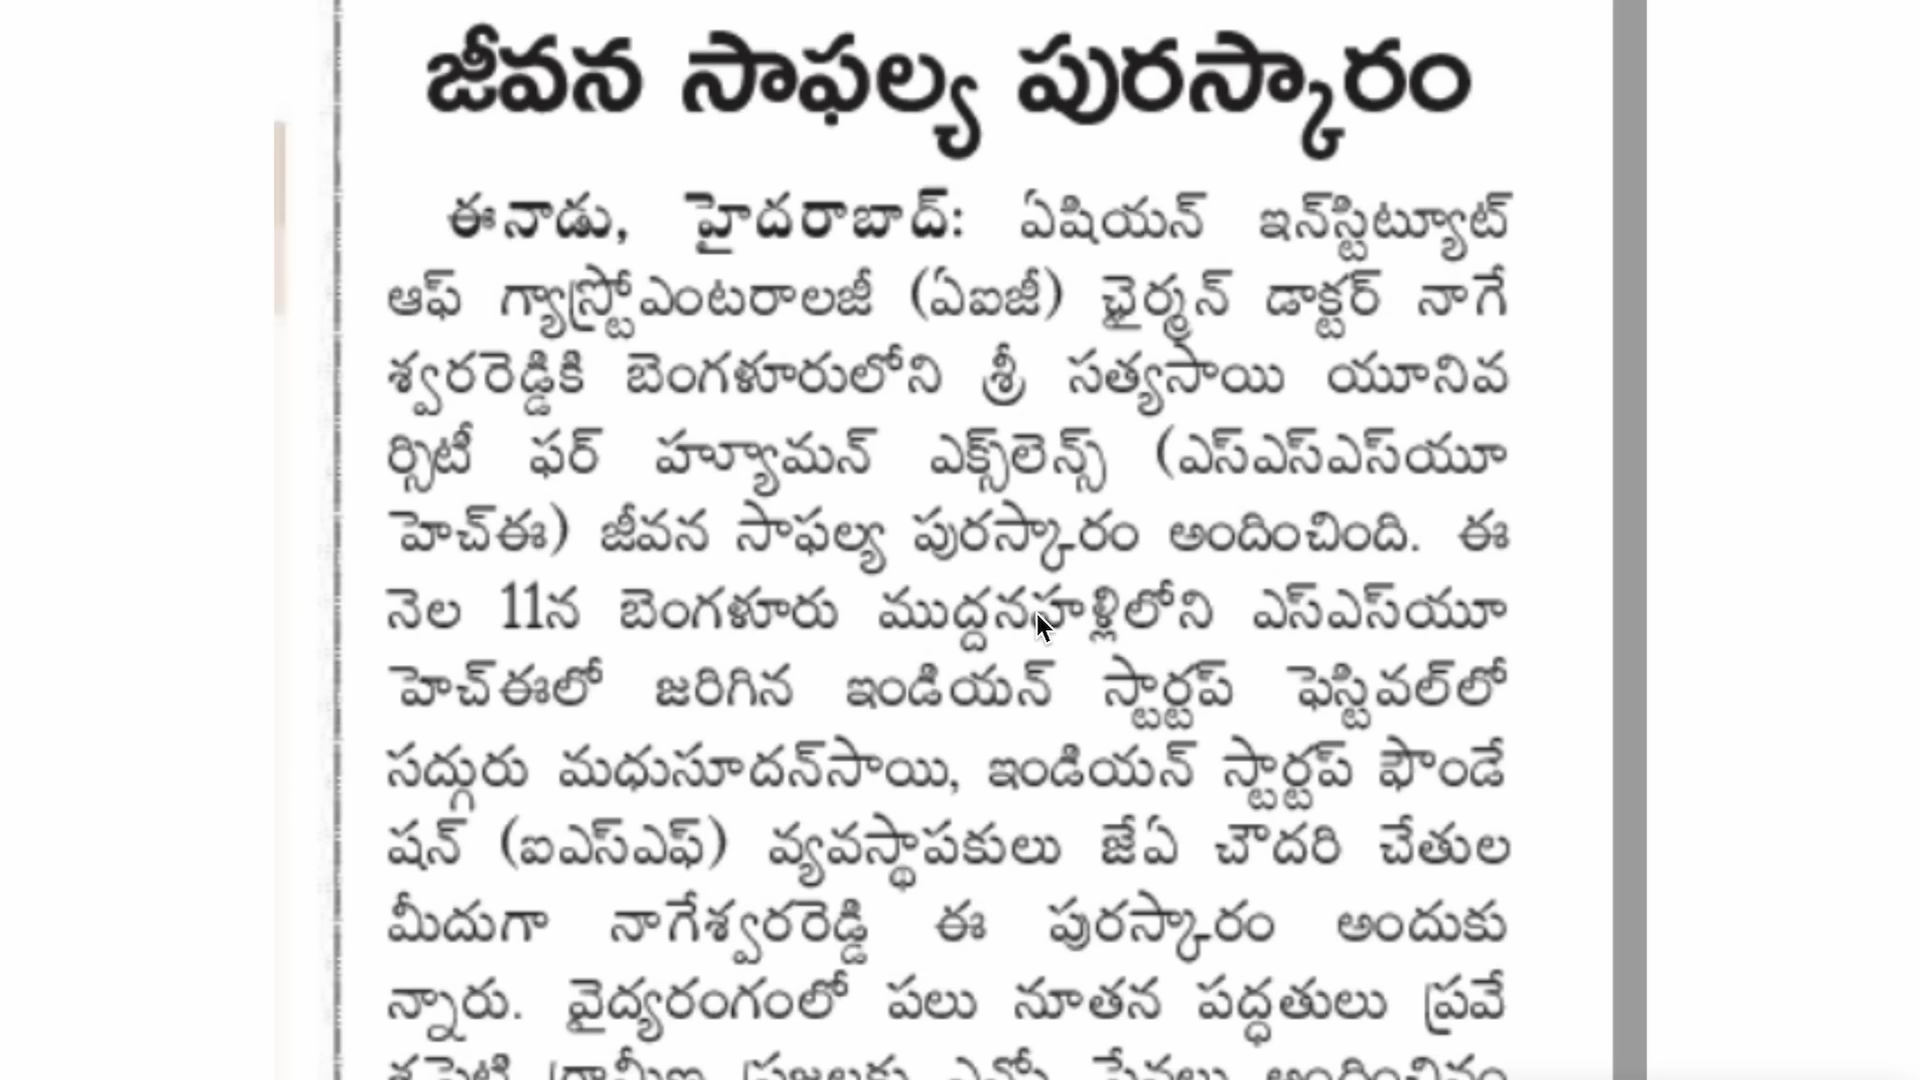 జీవన సాఫల్య పురస్కారం
ఈనాడు, హైదరాబాద్: ఏషియన్ ఇన్‌స్టిట్యూట్
ఆఫ్ గ్యాస్ట్రోఎంటరాలజీ (ఏఐజీ) ఛైర్మన్ డాక్టర్ నాగే
శ్వరరెడ్డికి బెంగళూరులోని శ్రీ సత్యసాయి యూనివ
ర్సిటీ ఫర్ హ్యూమన్ ఎక్స్‌లెన్స్ (ఎస్ఎస్ఎస్‌యూ
హెచ్ఈ) జీవన సాఫల్య పురస్కారం అందించింది. ఈ
నెల 11న బెంగళూరు ముద్దనహళ్లిలోని ఎస్ఎస్‌యూ
హెచ్ఈలో జరిగిన ఇండియన్ స్టార్టప్ ఫెస్టివల్‌లో
సద్గురు మధుసూదన్‌సాయి, ఇండియన్ స్టార్టప్ ఫౌండే
షన్ (ఐఎస్ఎఫ్) వ్యవస్థాపకులు జేఏ చౌదరి చేతుల
మీదుగా నాగేశ్వరరెడ్డి ఈ పురస్కారం అందుకు
న్నారు. వైద్యరంగంలో పలు నూతన పద్ధతులు ప్రవే